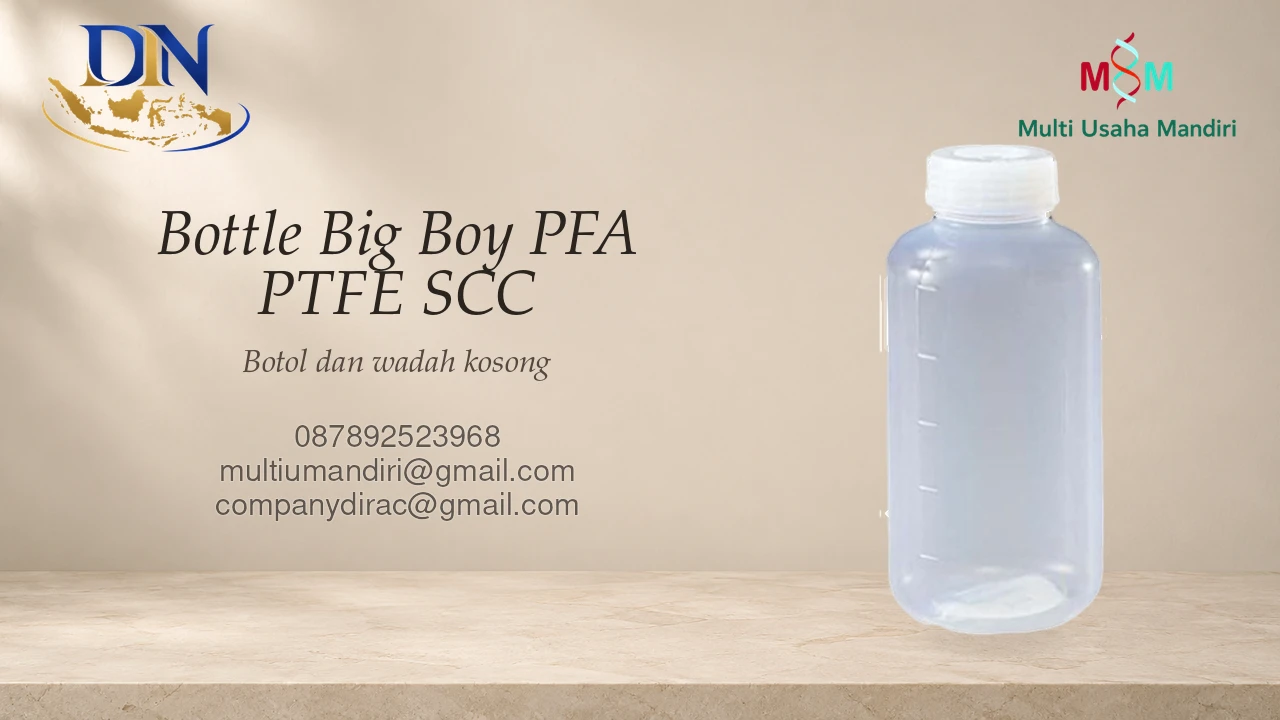 DN
M M
Multi Usaha Mandiri
Bottle Big Boy PFA
PTFE SCC
Botol dan wadah kosong
087892523968
multiumandiri@gmail.com
companydirac@gmail.com